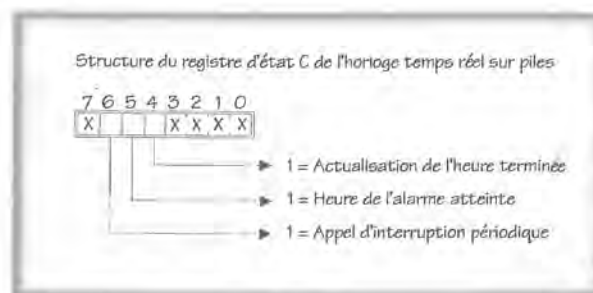 Structure du registre d'état C de l'horloge temps réel sur piles
7 6 5 4 3 2 1 0
X X X X X
1 = Actualisation de l'heure terminée
1 = Heure de l'alarme atteinte
1 = Appel d'interruption périodique